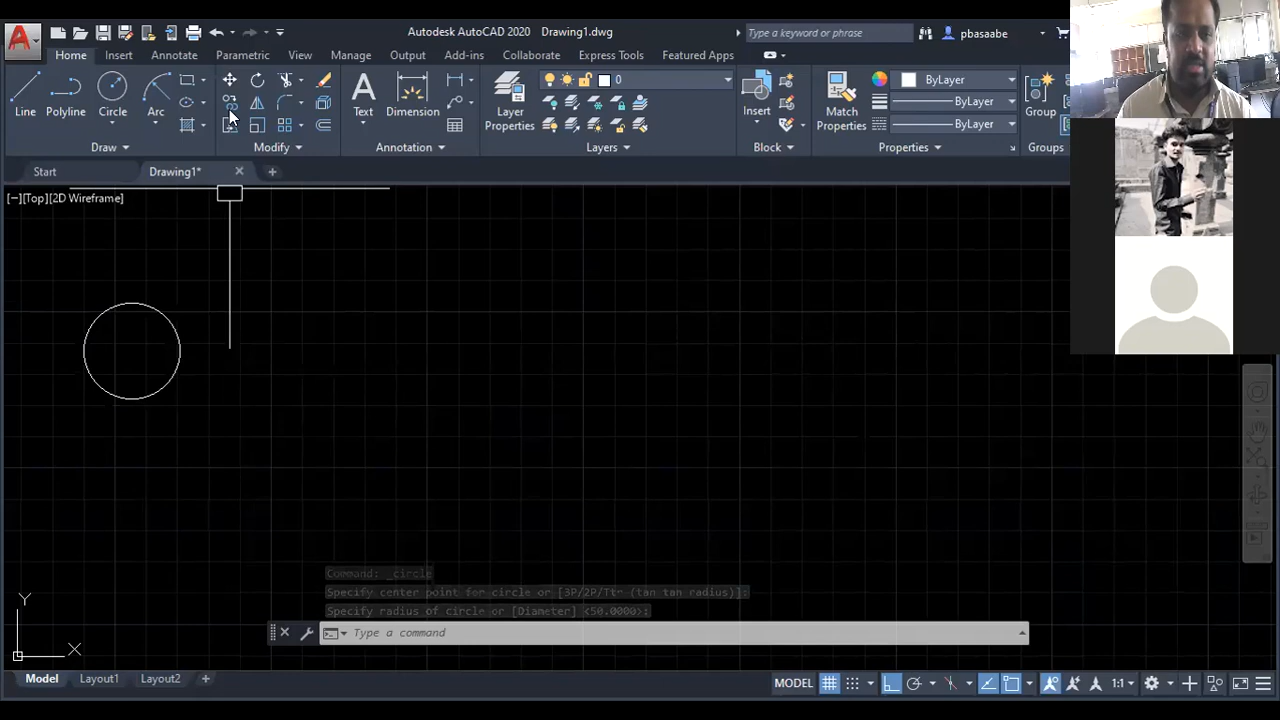 Autodesk AutoCAD 2020 Drawing1.dwg
Type a keyword or phrase
pbasaabe
Home Insert Annotate Parametric View Manage Output Add-ins Collaborate Express Tools Featured Apps
0
ByLayer
ByLayer
ByLayer
Line Polyline Circle Arc
Text Dimension
Layer Properties
Insert
Match Properties
Group
Draw Modify Annotation Layers Block Properties Groups
Start Drawing1*
[−][Top][2D Wireframe]
Command: _circle
Specify center point for circle or [3P/2P/Ttr (tan tan radius)]:
Specify radius of circle or [Diameter] <50.0000>:
Type a command
Y
X
Model Layout1 Layout2
MODEL 1:1